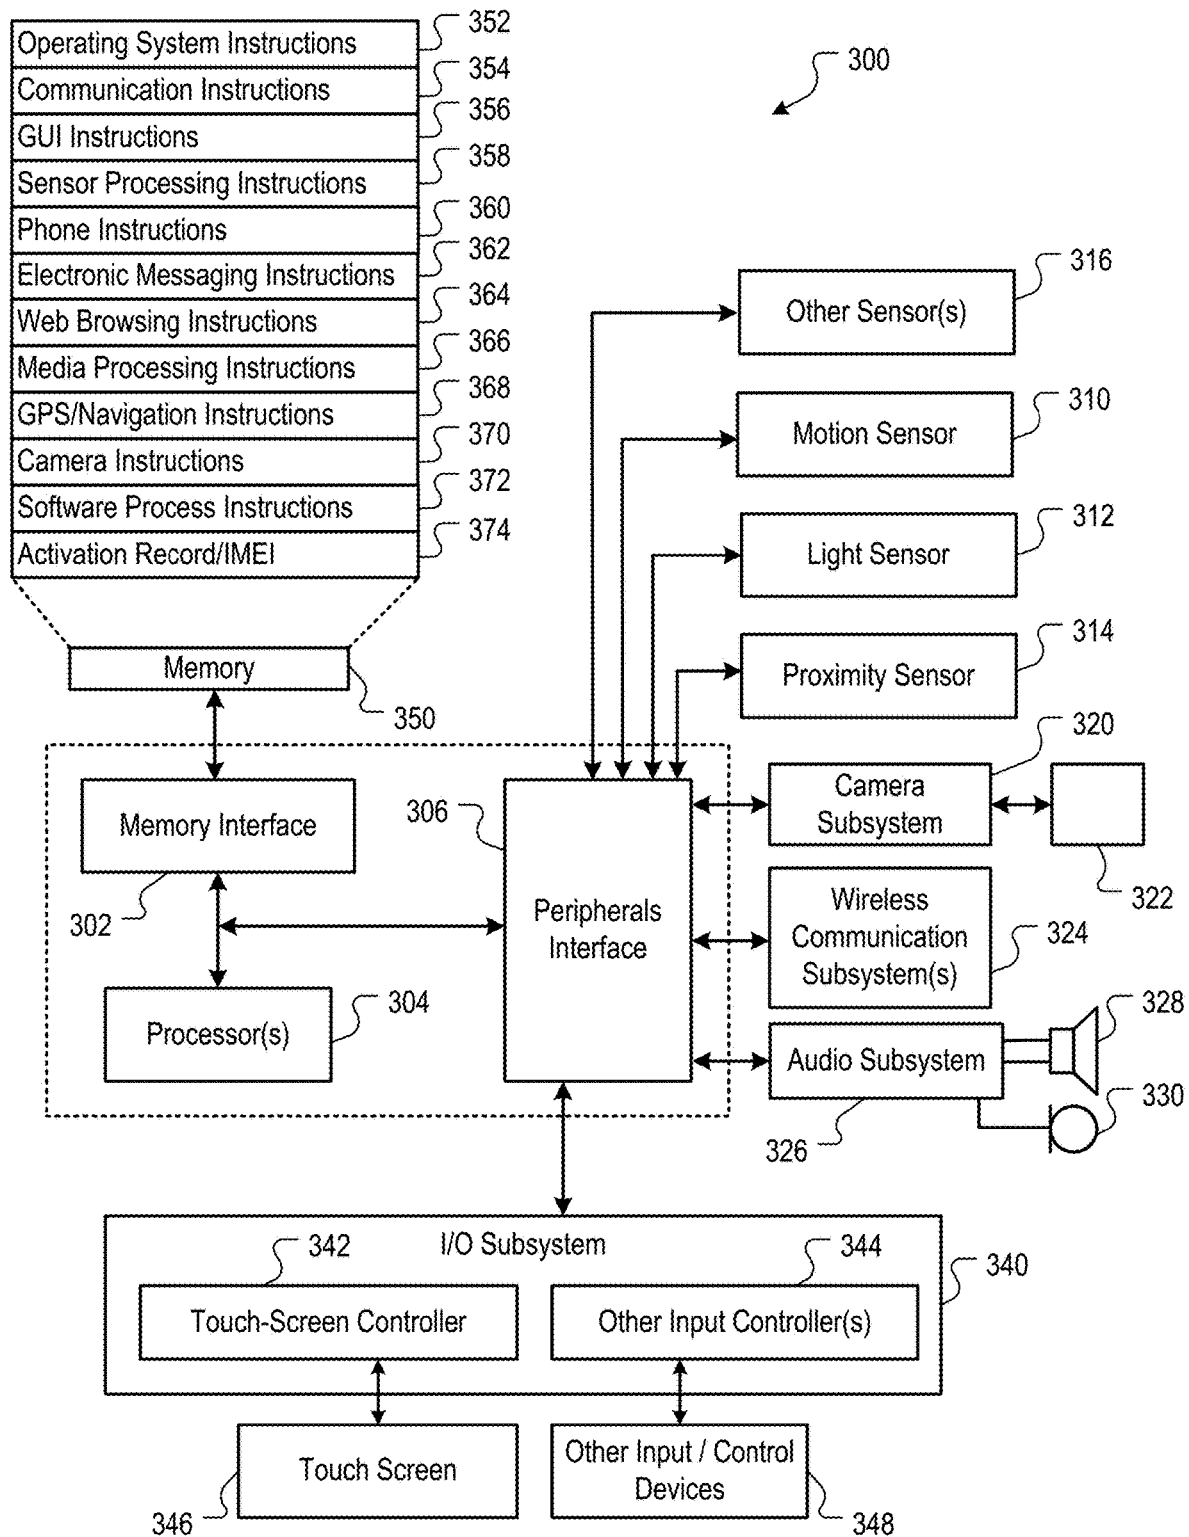 Operating System Instructions
352
Communication Instructions
354
GUI Instructions
356
Sensor Processing Instructions
358
Phone Instructions
360
Electronic Messaging Instructions
362
Web Browsing Instructions
364
Media Processing Instructions
366
GPS/Navigation Instructions
368
Camera Instructions
370
Software Process Instructions
372
Activation Record/IMEI
374
300
Memory
350
Other Sensor(s)
316
Motion Sensor
310
Light Sensor
312
Proximity Sensor
314
Memory Interface
302
Processor(s)
304
306
Peripherals
Interface
Camera
Subsystem
320
322
Wireless
Communication
Subsystem(s)
324
Audio Subsystem
326
328
330
I/O Subsystem
340
342
Touch-Screen Controller
344
Other Input Controller(s)
Touch Screen
346
Other Input / Control
Devices
348